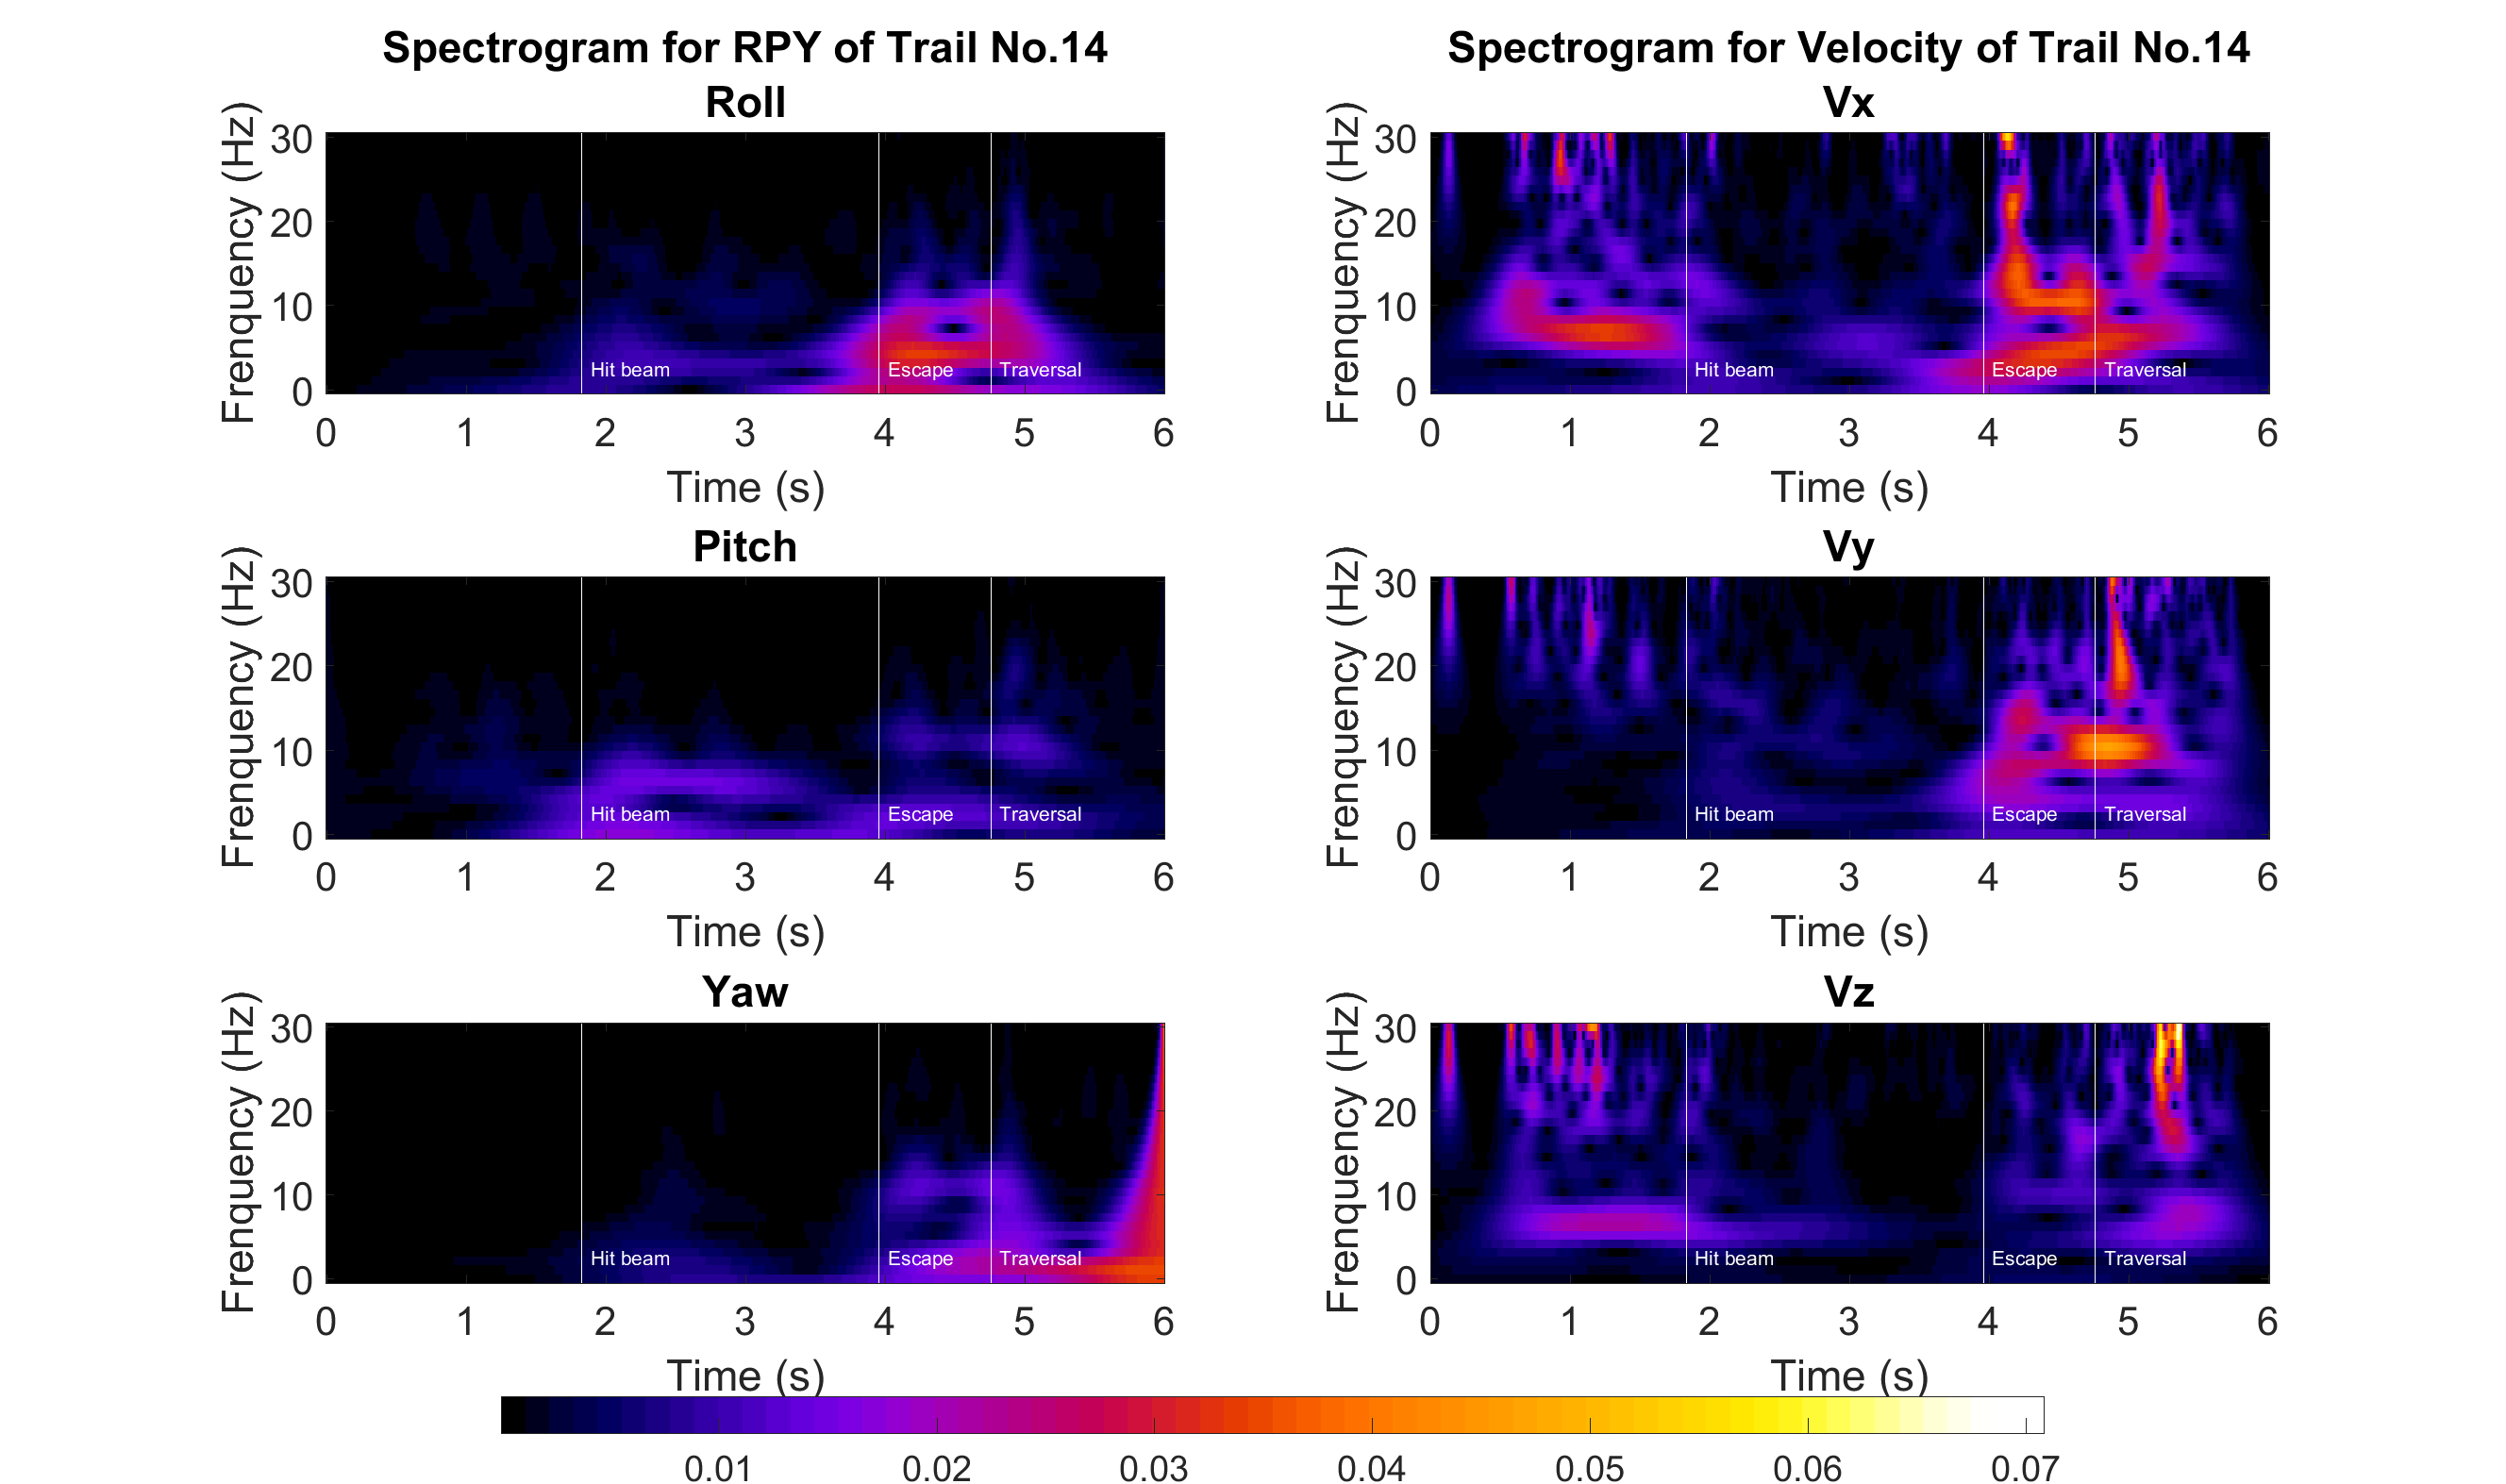 Spectrogram for RPY of Trail No.14
Roll
Frenquency (Hz)
30
20
10
0
Hit beam
Escape
Traversal
0 1 2 3 4 5 6
Time (s)
Pitch
Frenquency (Hz)
30
20
10
0
Hit beam
Escape
Traversal
0 1 2 3 4 5 6
Time (s)
Yaw
Frenquency (Hz)
30
20
10
0
Hit beam
Escape
Traversal
0 1 2 3 4 5 6
Time (s)
Spectrogram for Velocity of Trail No.14
Vx
Frenquency (Hz)
30
20
10
0
Hit beam
Escape
Traversal
0 1 2 3 4 5 6
Time (s)
Vy
Frenquency (Hz)
30
20
10
0
Hit beam
Escape
Traversal
0 1 2 3 4 5 6
Time (s)
Vz
Frenquency (Hz)
30
20
10
0
Hit beam
Escape
Traversal
0 1 2 3 4 5 6
Time (s)
0.01 0.02 0.03 0.04 0.05 0.06 0.07